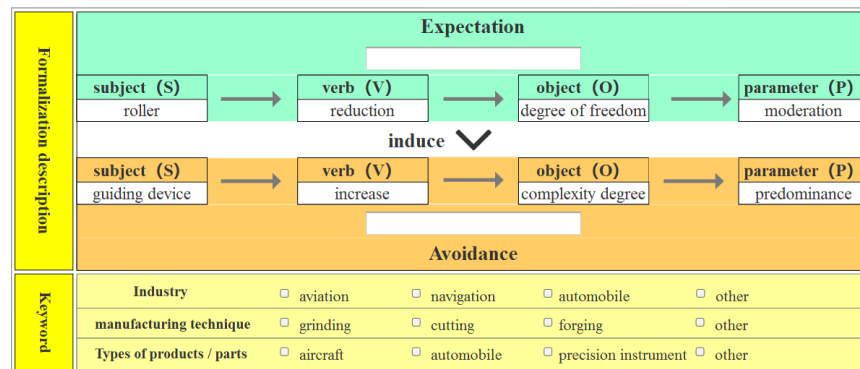 Formalization description
Expectation
subject (S) verb (V) object (O) parameter (P)
roller reduction degree of freedom moderation
induce
subject (S) verb (V) object (O) parameter (P)
guiding device increase complexity degree predominance
Avoidance
Keyword
Industry aviation navigation automobile other
manufacturing technique grinding cutting forging other
Types of products / parts aircraft automobile precision instrument other